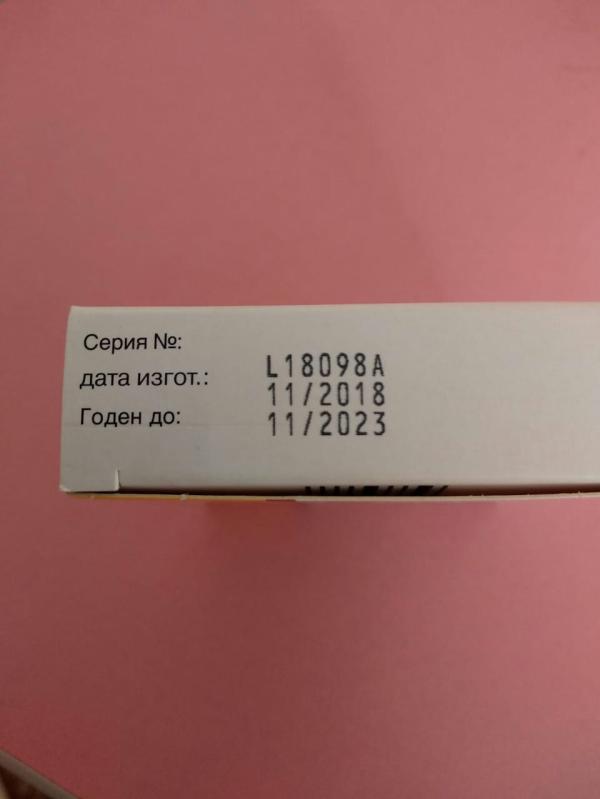 Серия №: L18098A
дата изгот.: 11/2018
Годен до: 11/2023